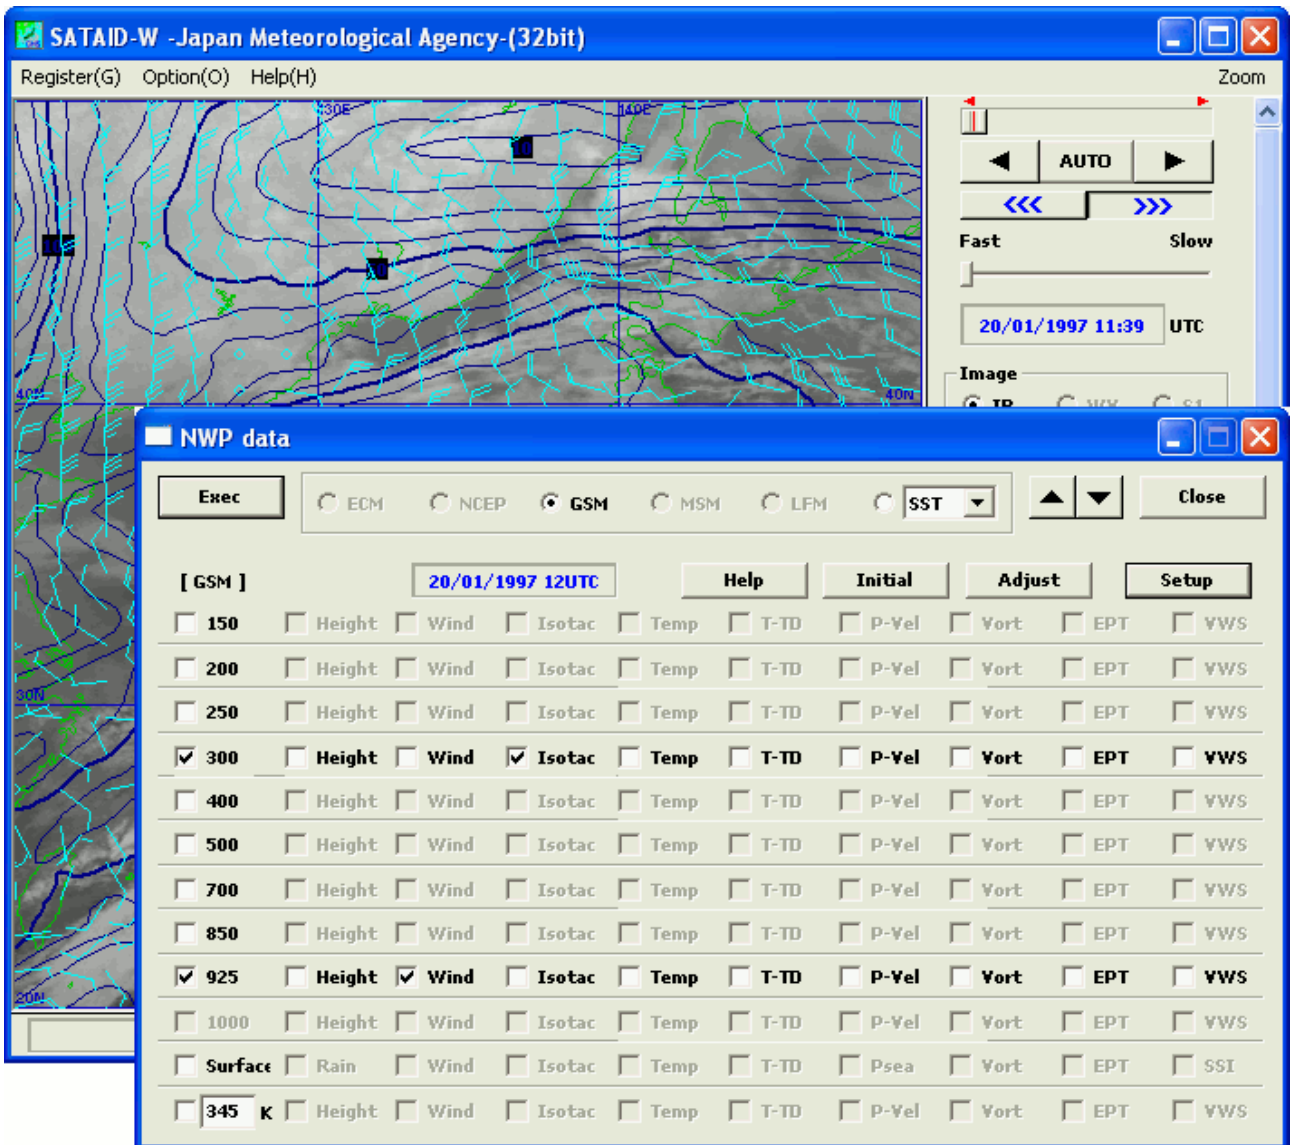 SATAID-W -Japan Meteorological Agency-(32bit)
Register(G) Option(O) Help(H) Zoom
130E 140E
AUTO
<<< >>>
Fast Slow
20/01/1997 11:39 UTC
Image
40N 40N
IR
NWP data
Exec ECM NCEP GSM MSM LFM SST Close
[ GSM ] 20/01/1997 12UTC Help Initial Adjust Setup
150 Height Wind Isotac Temp T-TD P-Vel Vort EPT VWS
200 Height Wind Isotac Temp T-TD P-Vel Vort EPT VWS
30N
250 Height Wind Isotac Temp T-TD P-Vel Vort EPT VWS
300 Height Wind Isotac Temp T-TD P-Vel Vort EPT VWS
400 Height Wind Isotac Temp T-TD P-Vel Vort EPT VWS
500 Height Wind Isotac Temp T-TD P-Vel Vort EPT VWS
700 Height Wind Isotac Temp T-TD P-Vel Vort EPT VWS
850 Height Wind Isotac Temp T-TD P-Vel Vort EPT VWS
925 Height Wind Isotac Temp T-TD P-Vel Vort EPT VWS
20N
1000 Height Wind Isotac Temp T-TD P-Vel Vort EPT VWS
Surface Rain Wind Isotac Temp T-TD Psea Vort EPT SSI
345 K Height Wind Isotac Temp T-TD P-Vel Vort EPT VWS